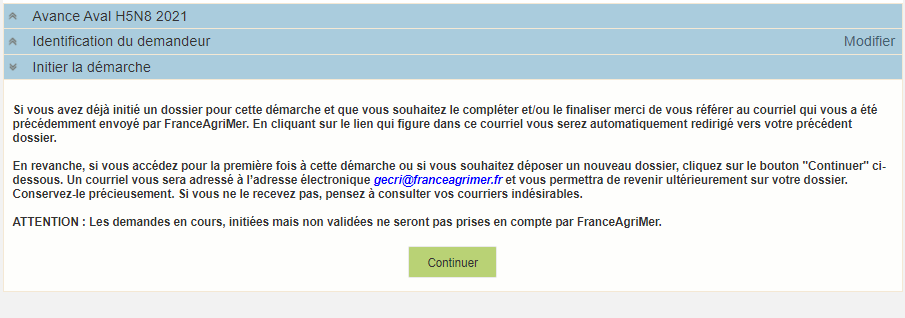 Avance Aval H5N8 2021
Identification du demandeur Modifier
Initier la démarche
Si vous avez déjà initié un dossier pour cette démarche et que vous souhaitez le compléter et/ou le finaliser merci de vous référer au courriel qui vous a été
précédemment envoyé par FranceAgriMer. En cliquant sur le lien qui figure dans ce courriel vous serez automatiquement redirigé vers votre précédent
dossier.
En revanche, si vous accédez pour la première fois à cette démarche ou si vous souhaitez déposer un nouveau dossier, cliquez sur le bouton "Continuer" ci-
dessous. Un courriel vous sera adressé à l'adresse électronique gecri@franceagrimer.fr et vous permettra de revenir ultérieurement sur votre dossier.
Conservez-le précieusement. Si vous ne le recevez pas, pensez à consulter vos courriers indésirables.
ATTENTION : Les demandes en cours, initiées mais non validées ne seront pas prises en compte par FranceAgriMer.
Continuer